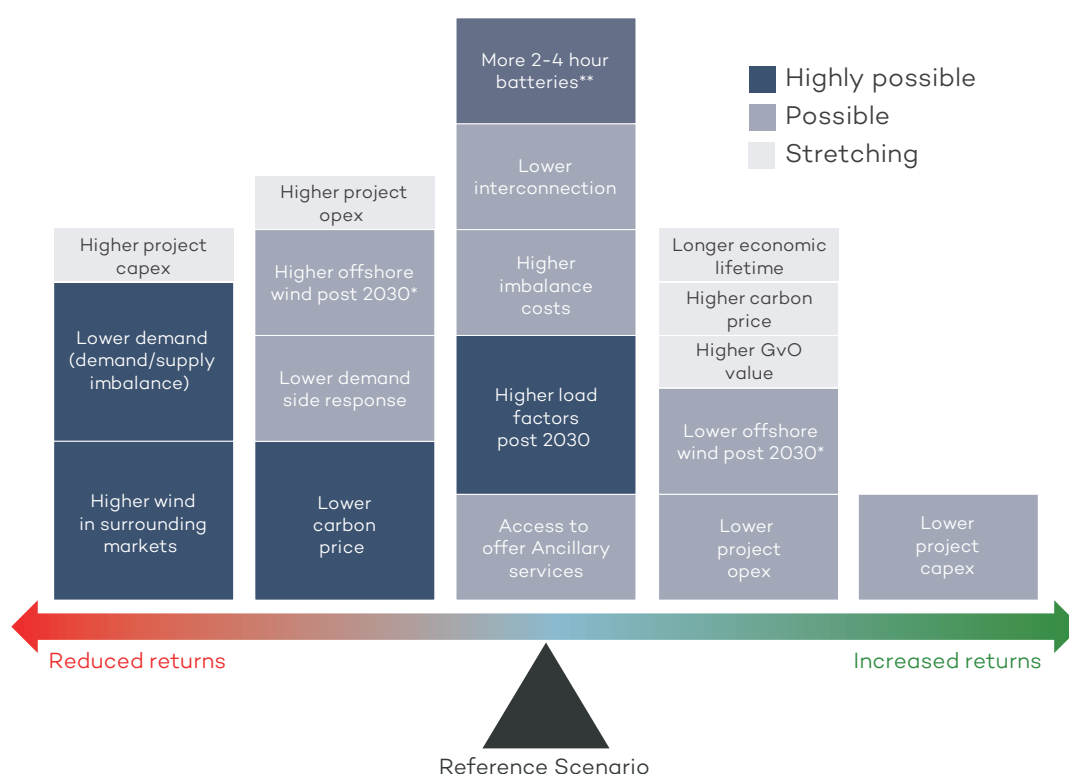 More 2-4 hour
batteries**
Lower
interconnection
Higher
imbalance
costs
Higher load
factors
post 2030
Access to
offer Ancillary
services
Highly possible
Possible
Stretching
Higher project
capex
Lower demand
(demand/supply
imbalance)
Higher wind
in surrounding
markets
Higher project
opex
Higher offshore
wind post 2030*
Lower demand
side response
Lower
carbon
price
Longer economic
lifetime
Higher carbon
price
Higher GvO
value
Lower offshore
wind post 2030*
Lower
project
opex
Lower
project
capex
Reduced returns
Increased returns
Reference Scenario